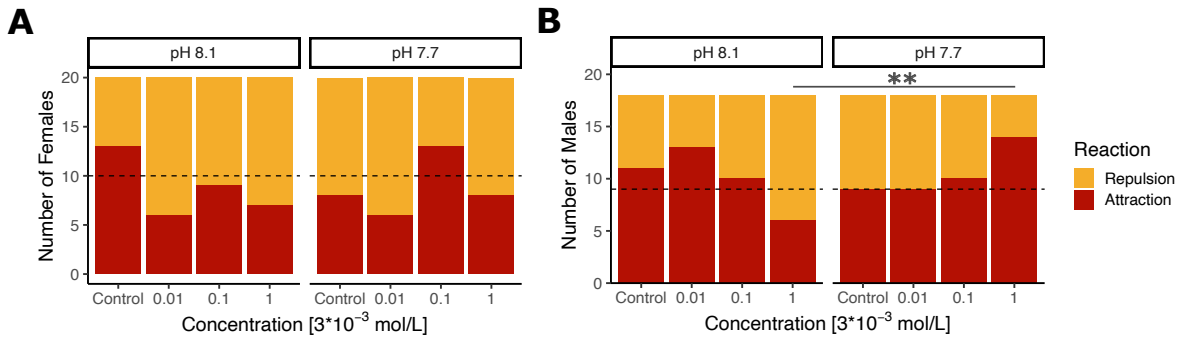 A
pH 8.1
pH 7.7
Number of Females
20
15
10
5
0
Control 0.01 0.1 1
Control 0.01 0.1 1
Concentration [3*10⁻³ mol/L]
B
pH 8.1
pH 7.7
**
Number of Males
20
15
10
5
0
Control 0.01 0.1 1
Control 0.01 0.1 1
Concentration [3*10⁻³ mol/L]
Reaction
Repulsion
Attraction